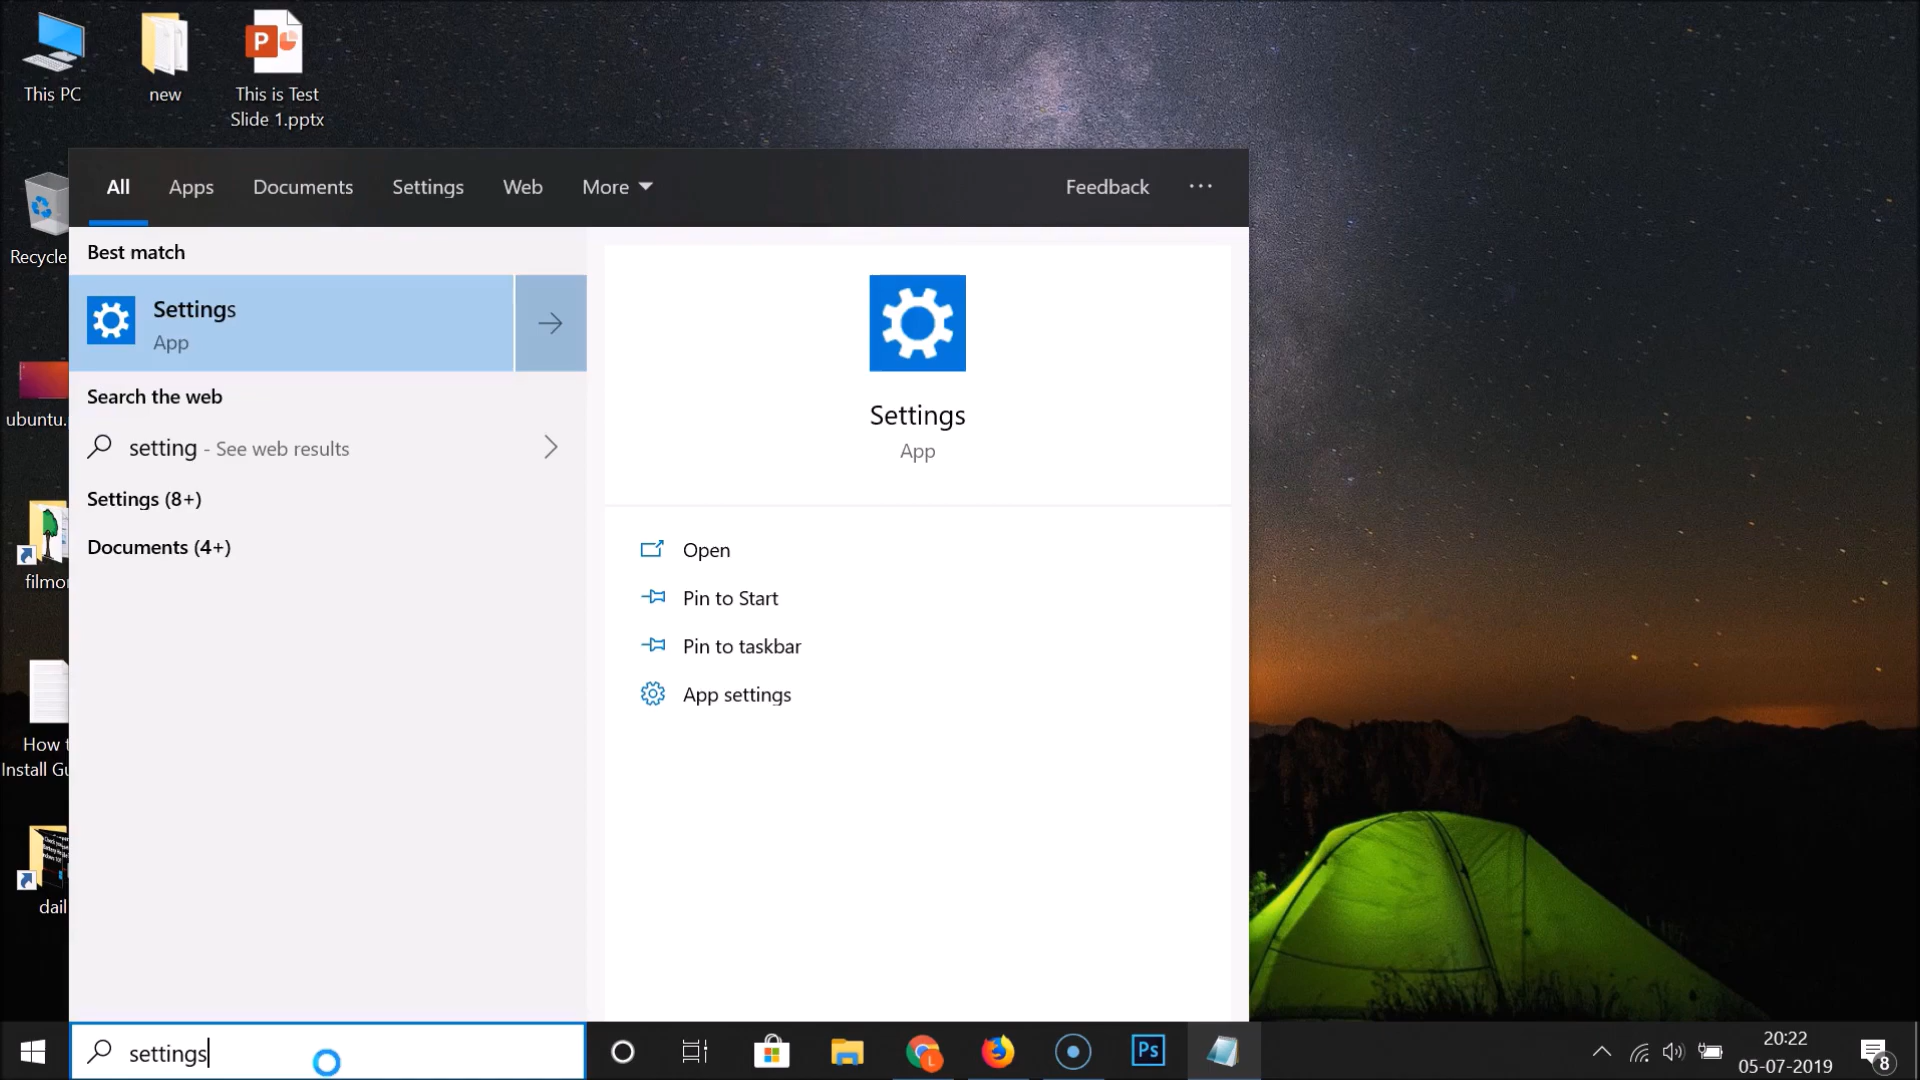 This PC
new
This is Test
Slide 1.pptx
Recycle
ubuntu.
filmor
How t
Install Gu
dail
All
Apps
Documents
Settings
Web
More
Feedback
Best match
Settings
App
Search the web
setting - See web results
Settings (8+)
Documents (4+)
Settings
App
Open
Pin to Start
Pin to taskbar
App settings
settings
Ps
L
20:22
05-07-2019
8